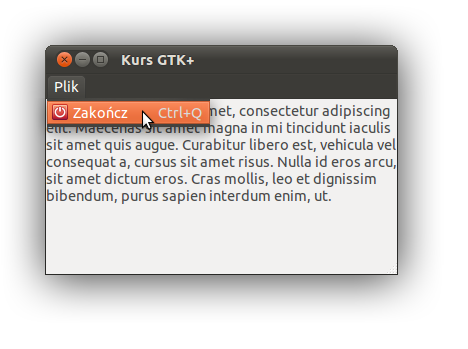 Kurs GTK+
Plik
Zakończ Ctrl+Q
met, consectetur adipiscing
elit. Maecenas sit amet magna in mi tincidunt iaculis
sit amet quis augue. Curabitur libero est, vehicula vel
consequat a, cursus sit amet risus. Nulla id eros arcu,
sit amet dictum eros. Cras mollis, leo et dignissim
bibendum, purus sapien interdum enim, ut.